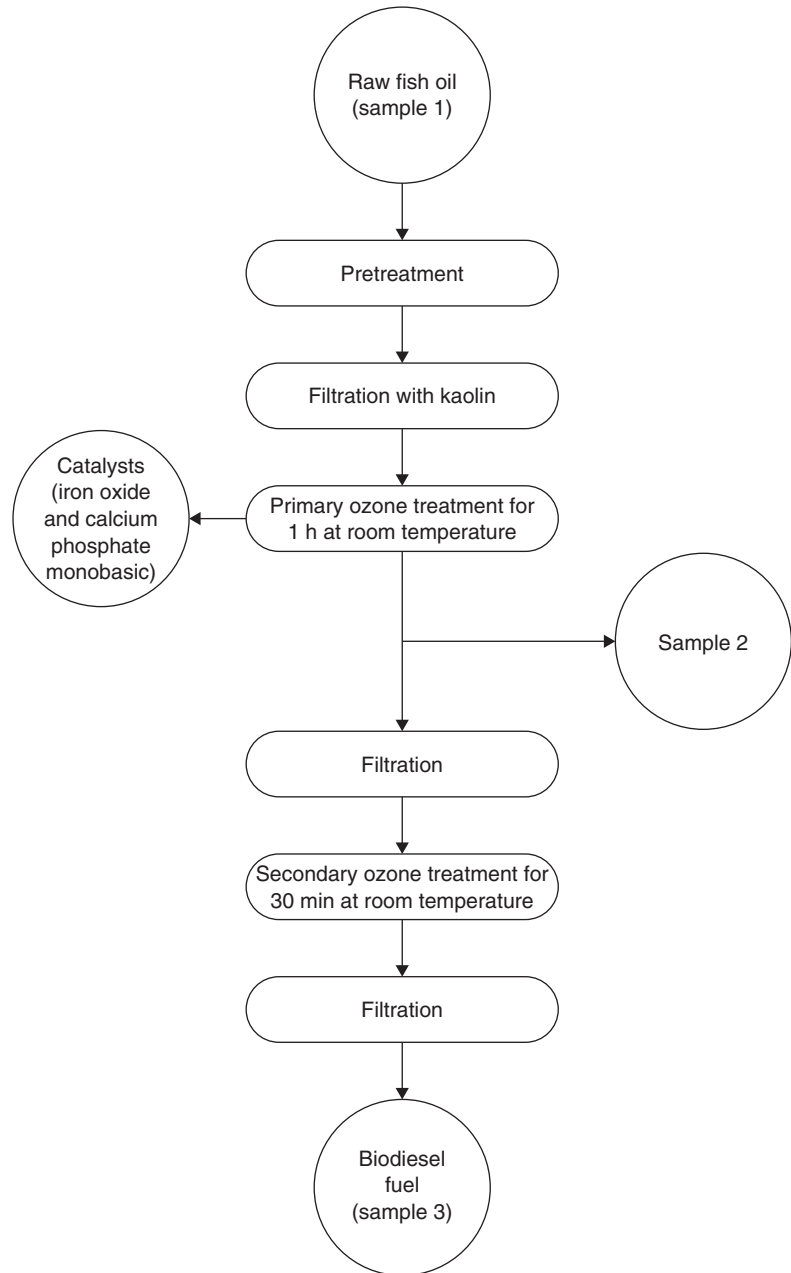 Raw fish oil
(sample 1)
Pretreatment
Filtration with kaolin
Catalysts
(iron oxide
and calcium
phosphate
monobasic)
Primary ozone treatment for
1 h at room temperature
Sample 2
Filtration
Secondary ozone treatment for
30 min at room temperature
Filtration
Biodiesel
fuel
(sample 3)